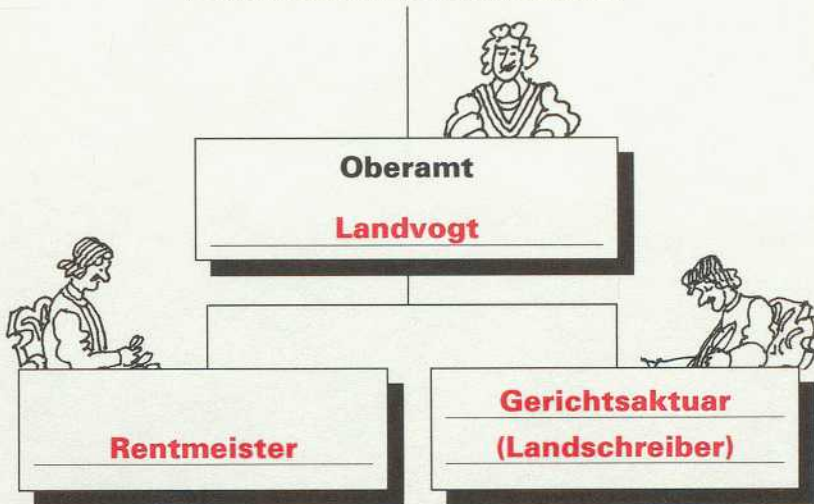 Oberamt
Landvogt
Rentmeister
Gerichtsaktuar
(Landschreiber)